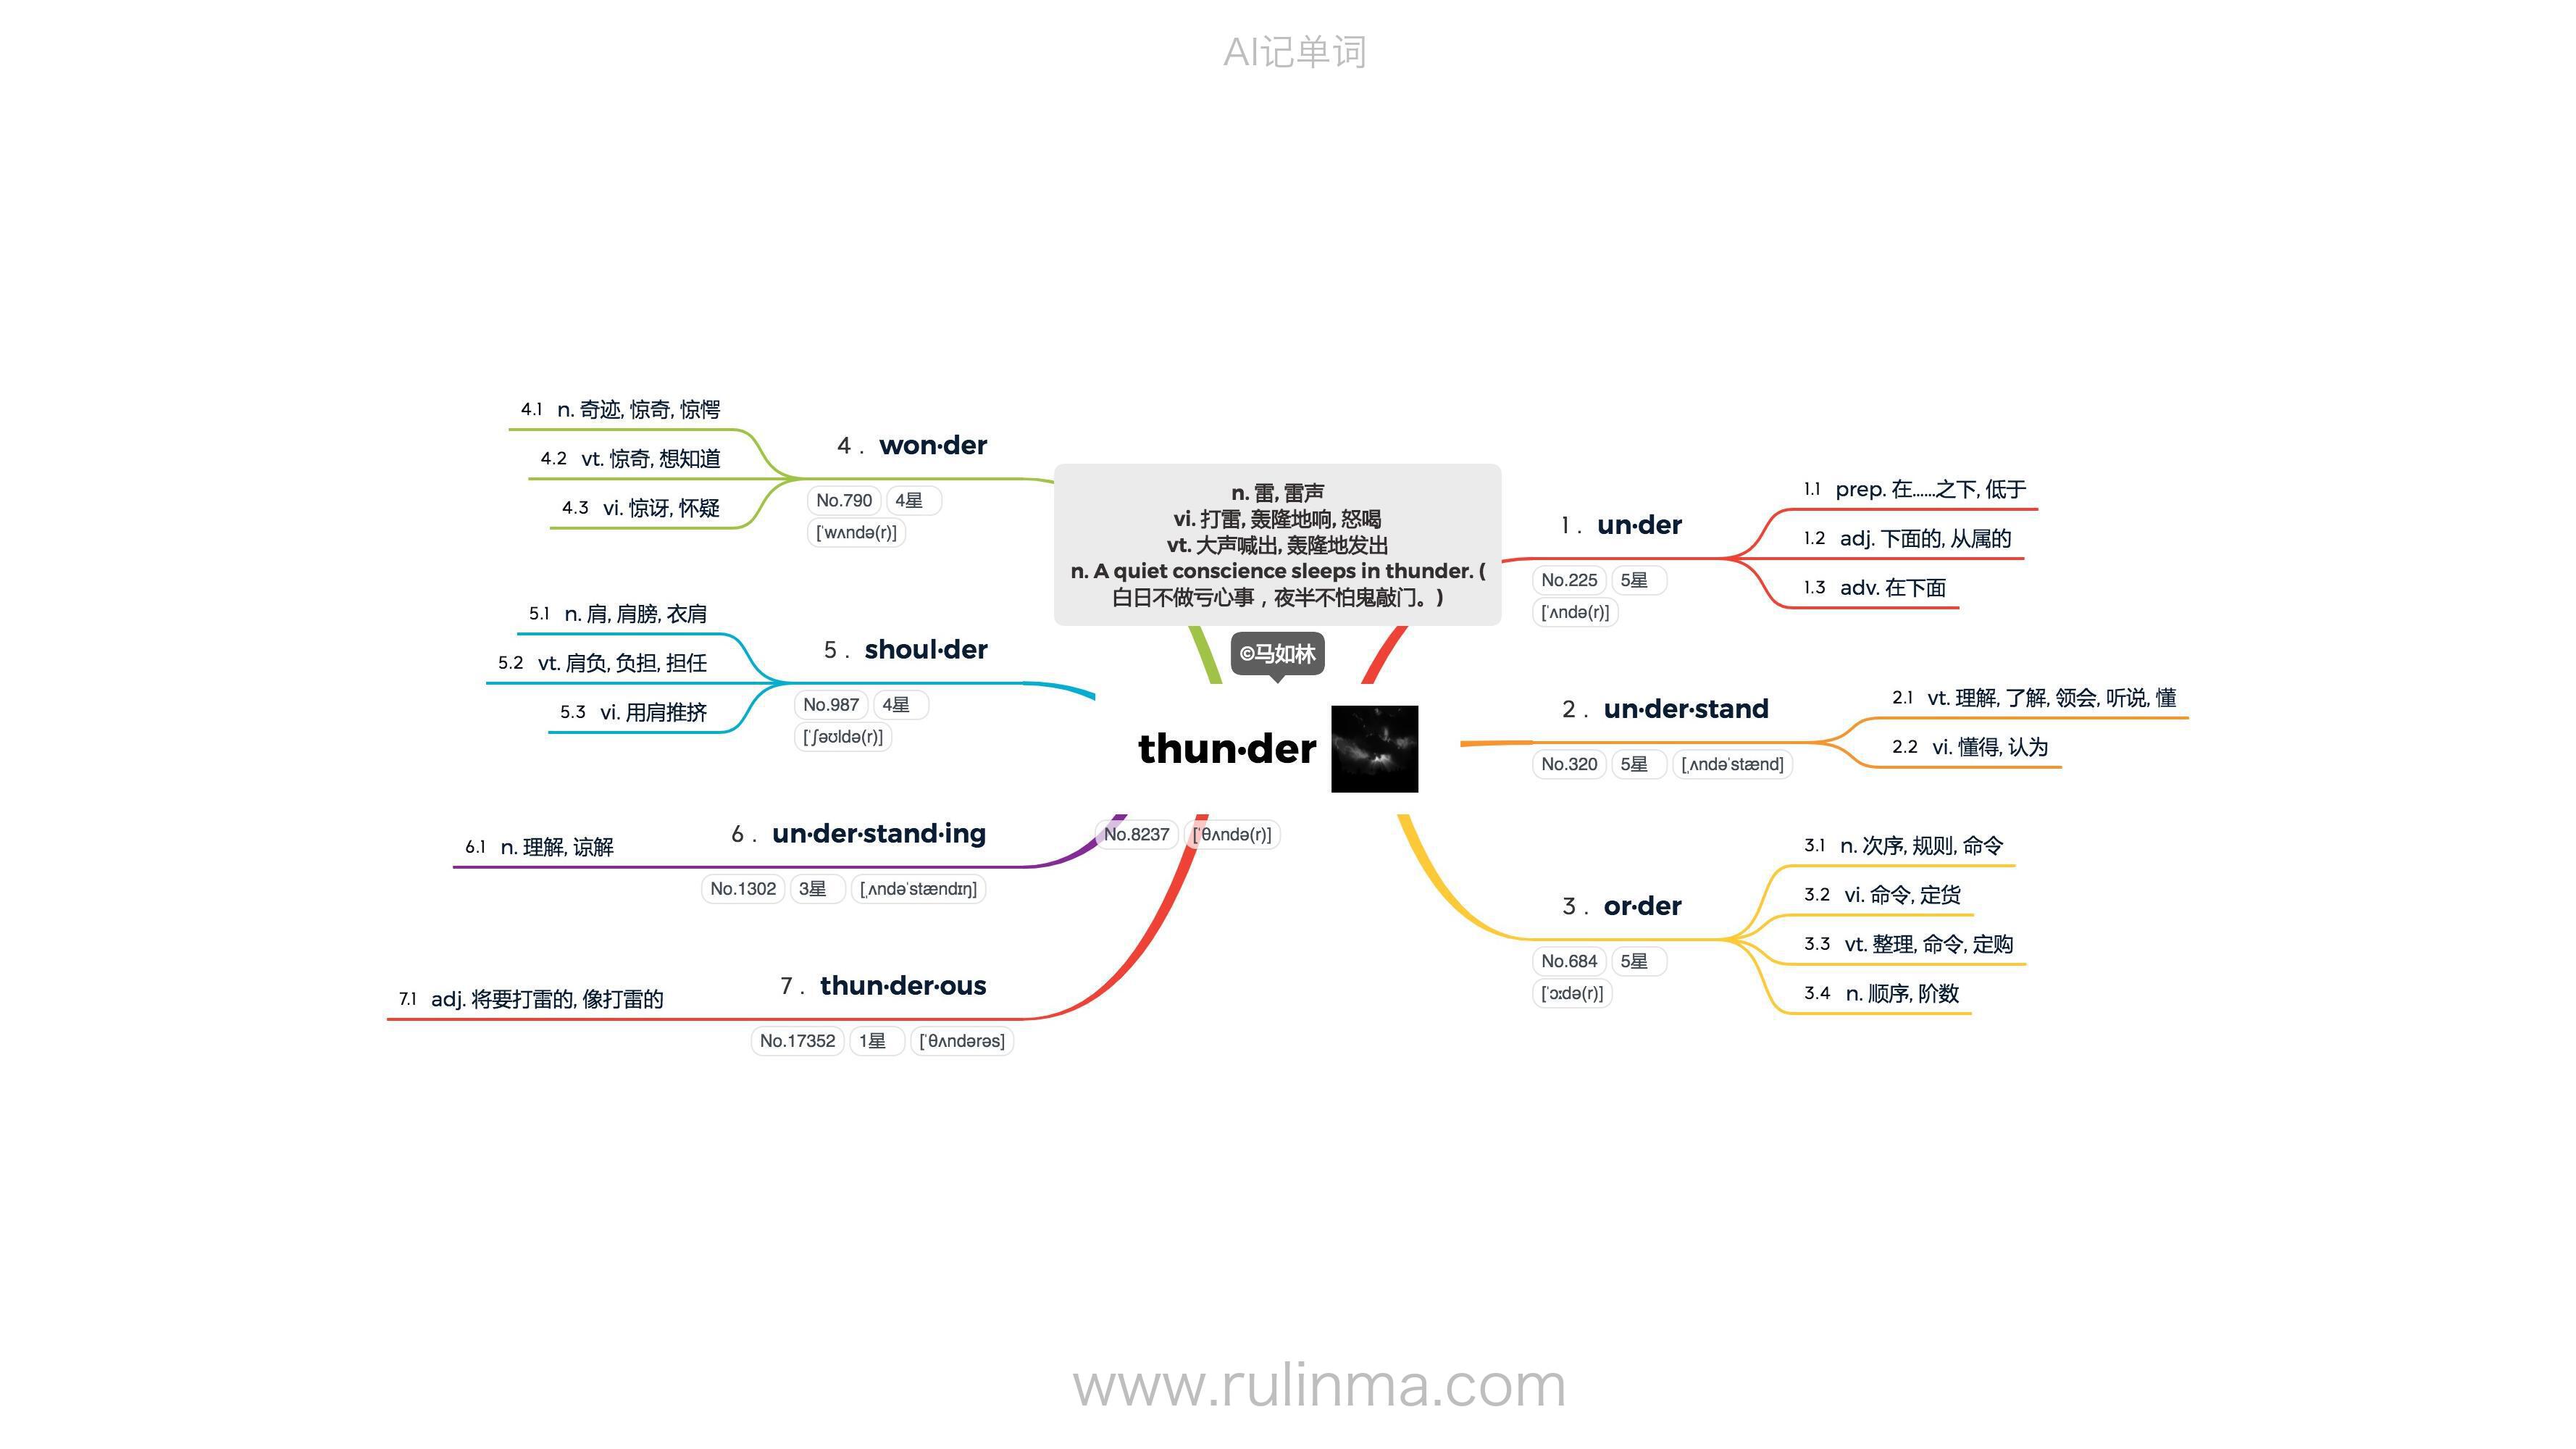 AI记单词
n. 雷, 雷声
vi. 打雷, 轰隆地响, 怒喝
vt. 大声喊出, 轰隆地发出
n. A quiet conscience sleeps in thunder. (
白日不做亏心事，夜半不怕鬼敲门。)
©马如林
thun·der
No.8237 [ˈθʌndə(r)]
1 . un·der
No.225 5星
[ˈʌndə(r)]
1.1 prep. 在……之下, 低于
1.2 adj. 下面的, 从属的
1.3 adv. 在下面
2 . un·der·stand
No.320 5星 [ˌʌndəˈstænd]
2.1 vt. 理解, 了解, 领会, 听说, 懂
2.2 vi. 懂得, 认为
3 . or·der
No.684 5星
[ˈɔːdə(r)]
3.1 n. 次序, 规则, 命令
3.2 vi. 命令, 定货
3.3 vt. 整理, 命令, 定购
3.4 n. 顺序, 阶数
4 . won·der
No.790 4星
[ˈwʌndə(r)]
4.1 n. 奇迹, 惊奇, 惊愕
4.2 vt. 惊奇, 想知道
4.3 vi. 惊讶, 怀疑
5 . shoul·der
No.987 4星
[ˈʃəʊldə(r)]
5.1 n. 肩, 肩膀, 衣肩
5.2 vt. 肩负, 负担, 担任
5.3 vi. 用肩推挤
6 . un·der·stand·ing
No.1302 3星 [ˌʌndəˈstændɪŋ]
6.1 n. 理解, 谅解
7 . thun·der·ous
No.17352 1星 [ˈθʌndərəs]
7.1 adj. 将要打雷的, 像打雷的
www.rulinma.com